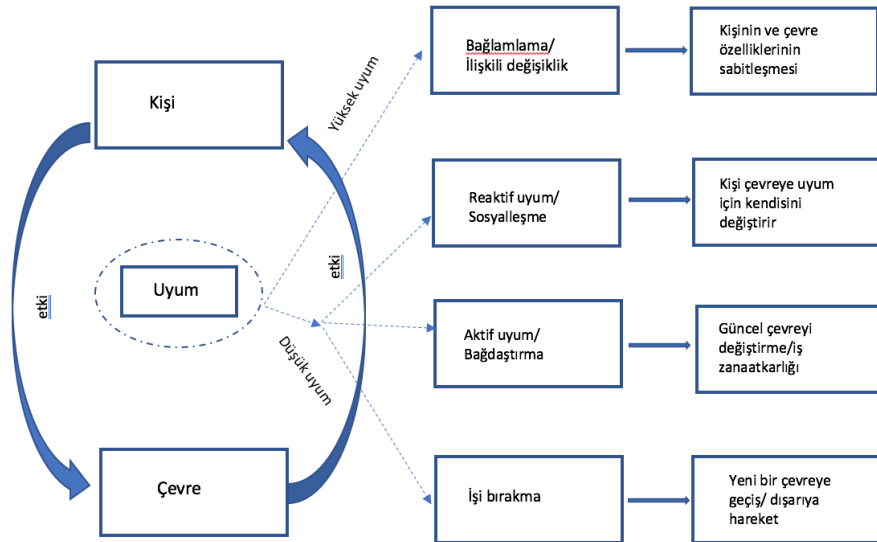 Kişi
etki
Uyum
etki
Çevre
Yüksek uyum
Düşük uyum
Bağlamlama/
İlişkili değişiklik
Kişinin ve çevre
özelliklerinin
sabitleşmesi
Reaktif uyum/
Sosyalleşme
Kişi çevreye uyum
için kendisini
değiştirir
Aktif uyum/
Bağdaştırma
Güncel çevreyi
değiştirme/iş
zanaatkarlığı
İşi bırakma
Yeni bir çevreye
geçiş/ dışarıya
hareket